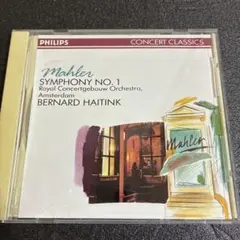 PHILIPS
CONCERT CLASSICS
Mahler
SYMPHONY NO. 1
Royal Concertgebouw Orchestra,
Amsterdam
BERNARD HAITINK
Mahler